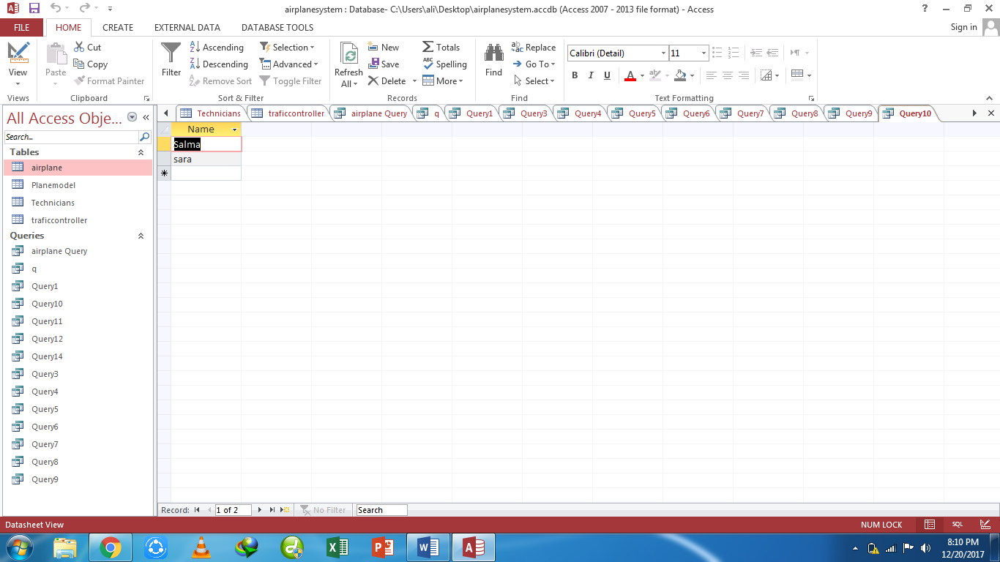 airplanesystem : Database- C:\Users\ali\Desktop\airplanesystem.accdb (Access 2007 - 2013 file format) - Access
FILE HOME CREATE EXTERNAL DATA DATABASE TOOLS Sign in
View
Views
Paste
Cut
Copy
Format Painter
Clipboard
Filter
Ascending
Descending
Remove Sort
Selection
Advanced
Toggle Filter
Sort & Filter
Refresh
All
New
Save
Delete
Totals
Spelling
More
Records
Find
Replace
Go To
Select
Find
Calibri (Detail) 11
B I U A
Text Formatting
All Access Obje...
Search...
Tables
airplane
Planemodel
Technicians
traficcontroller
Queries
airplane Query
q
Query1
Query10
Query11
Query12
Query14
Query3
Query4
Query5
Query6
Query7
Query8
Query9
Technicians traficcontroller airplane Query q Query1 Query3 Query4 Query5 Query6 Query7 Query8 Query9 Query10
Name
Salma
sara
Record: 1 of 2 No Filter Search
Datasheet View NUM LOCK SQL
8:10 PM
12/20/2017